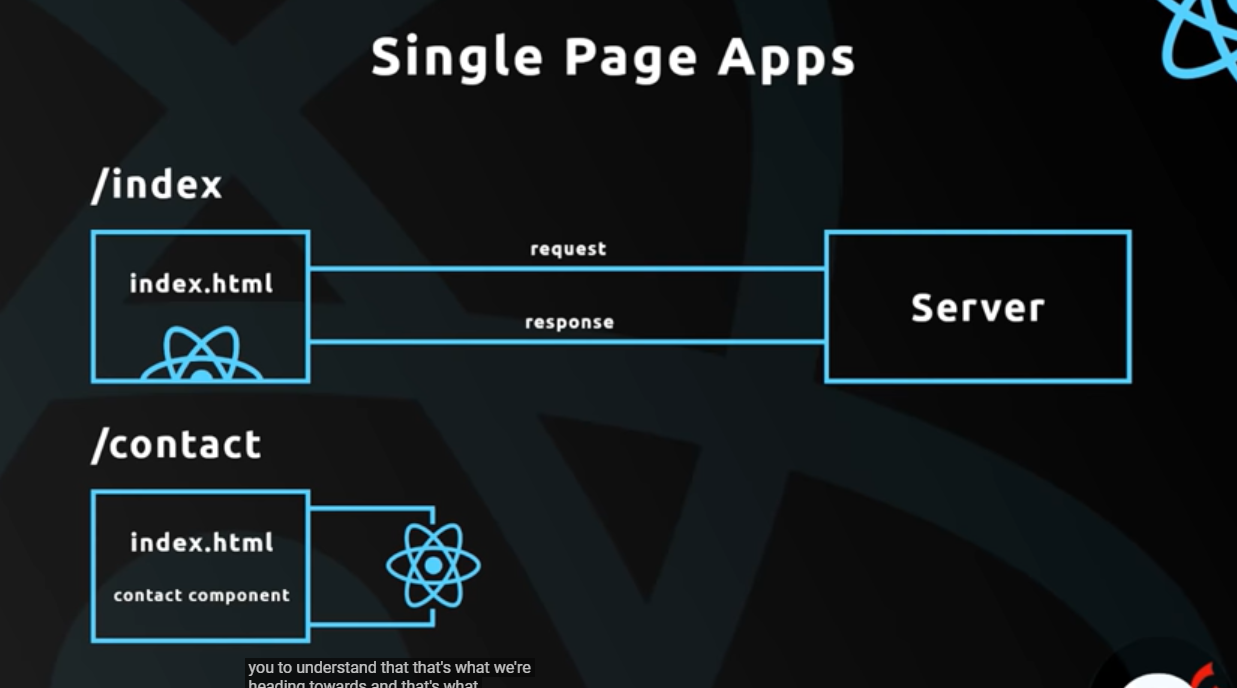 Single Page Apps
/index
index.html
request
response
Server
/contact
index.html
contact component
you to understand that that's what we're
heading towards and that's what